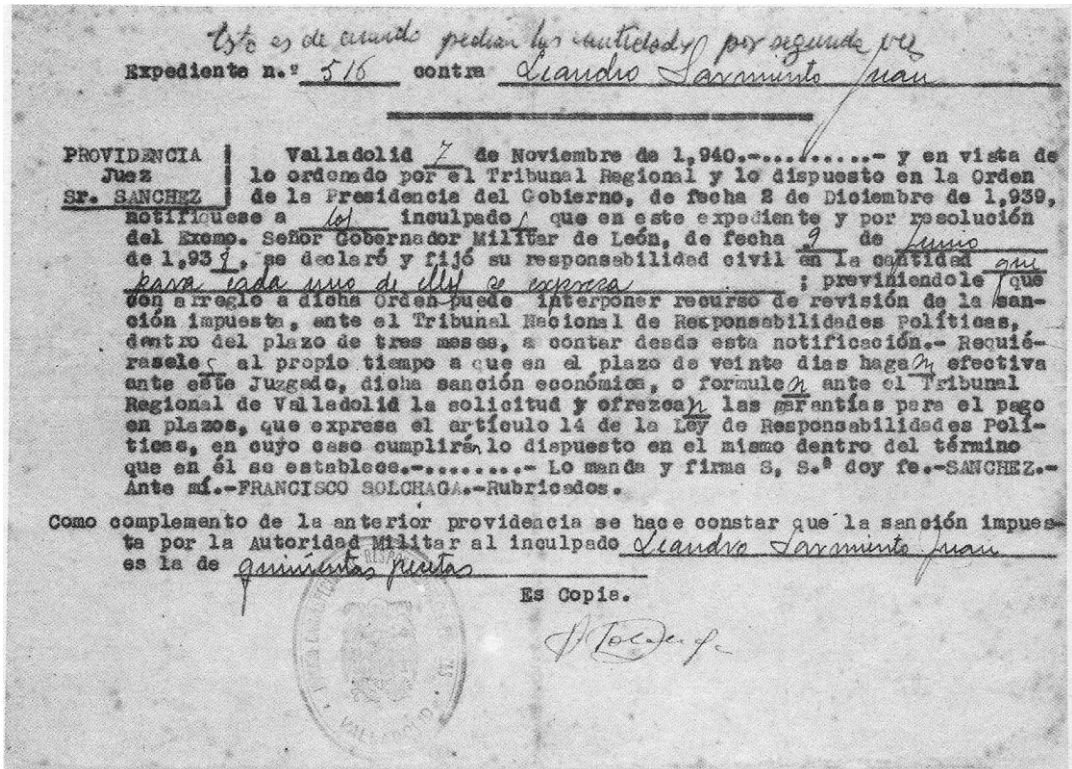 Esto es de cuando pedian las cantidades por segunda vez
Expediente n.º 516 contra Leandro Sarmiento Juan
PROVIDENCIA
Juez
Sr. SANCHEZ
Valladolid 7 de Noviembre de 1,940.-.........- y en vista de
lo ordenado por el Tribunal Regional y lo dispuesto en la Orden
de la Presidencia del Gobierno, de fecha 2 de Diciembre de 1,939,
notifiquese a los inculpados que en este expediente y por resolución
del Excmo. Señor Gobernador Militar de León, de fecha 9 de Junio
de 1,93 , se declaró y fijó su responsabilidad civil en la cantidad que
para cada uno de ellos se expresa ; previniendole que
con arreglo a dicha Orden puede interponer recurso de revisión de la san-
ción impuesta, ante el Tribunal Nacional de Responsabilidades Políticas,
dentro del plazo de tres meses, a contar desde esta notificación.- Requié-
raseles al propio tiempo a que en el plazo de veinte dias hagan efectiva
ante este Juzgado, dicha sanción económica, o formulen ante el Tribunal
Regional de Valladolid la solicitud y ofrezcan las garantías para el pago
en plazos, que expresa el artículo 14 de la Ley de Responsabilidades Polí-
ticas, en cuyo caso cumplirán lo dispuesto en el mismo dentro del término
que en él se establece.-.........- Lo manda y firma S, S.ª doy fe.-SANCHEZ.-
Ante mí.-FRANCISCO SOLCHAGA.-Rubricados.
Como complemento de la anterior providencia se hace constar que la sanción impues-
ta por la Autoridad Militar al inculpado Leandro Sarmiento Juan
es la de quinientas pesetas
Es Copia.
VALLADOLID